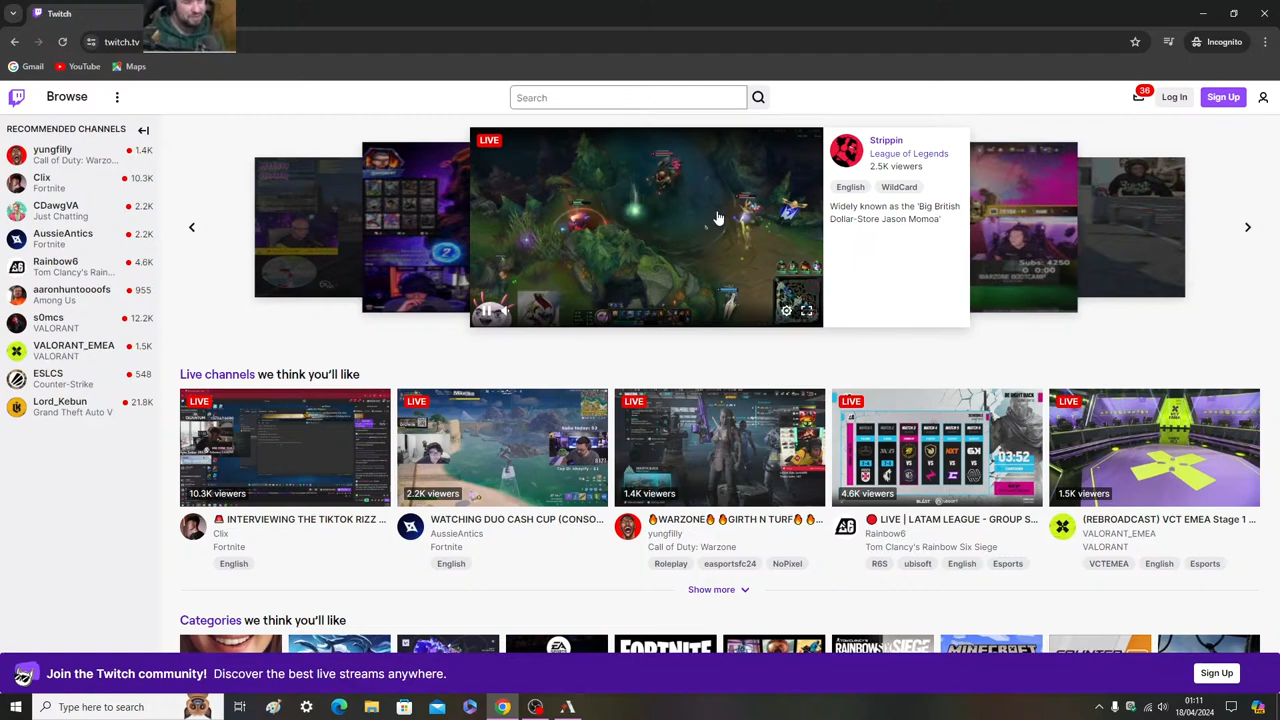 Twitch
twitch.tv
Incognito
Gmail
YouTube
Maps
Browse
Search
36
Log In
Sign Up
RECOMMENDED CHANNELS
yungfilly
1.4K
Call of Duty: Warzo...
Clix
10.3K
Fortnite
CDawgVA
2.2K
Just Chatting
AussieAntics
2.2K
Fortnite
Rainbow6
4.6K
Tom Clancy's Rain...
aaronhuntoooofs
955
Among Us
s0mcs
12.2K
VALORANT
VALORANT_EMEA
1.5K
VALORANT
ESLCS
548
Counter-Strike
Lord_Kebun
21.8K
Grand Theft Auto V
LIVE
Strippin
League of Legends
2.5K viewers
English
WildCard
Widely known as the 'Big British
Dollar-Store Jason Momoa'
Subs: 4250
WARZONE BOOTCAMP
Live channels we think you'll like
LIVE
10.3K viewers
🚨 INTERVIEWING THE TIKTOK RIZZ ...
Clix
Fortnite
English
LIVE
2.2K viewers
WATCHING DUO CASH CUP (CONSO...
AussieAntics
Fortnite
English
LIVE
1.4K viewers
🔥WARZONE🔥 🔥GIRTH N TURF🔥 🔥...
yungfilly
Call of Duty: Warzone
Roleplay
easportsfc24
NoPixel
LIVE
BE RIGHT BACK
03:52
BLAST
UBISOFT
4.6K viewers
🔴 LIVE | LATAM LEAGUE - GROUP S...
Rainbow6
Tom Clancy's Rainbow Six Siege
R6S
ubisoft
English
Esports
LIVE
1.5K viewers
(REBROADCAST) VCT EMEA Stage 1 ...
VALORANT_EMEA
VALORANT
VCTEMEA
English
Esports
Show more
Categories we think you'll like
FORTNITE
MINECRAFT
Join the Twitch community! Discover the best live streams anywhere.
Sign Up
Type here to search
01:11
18/04/2024